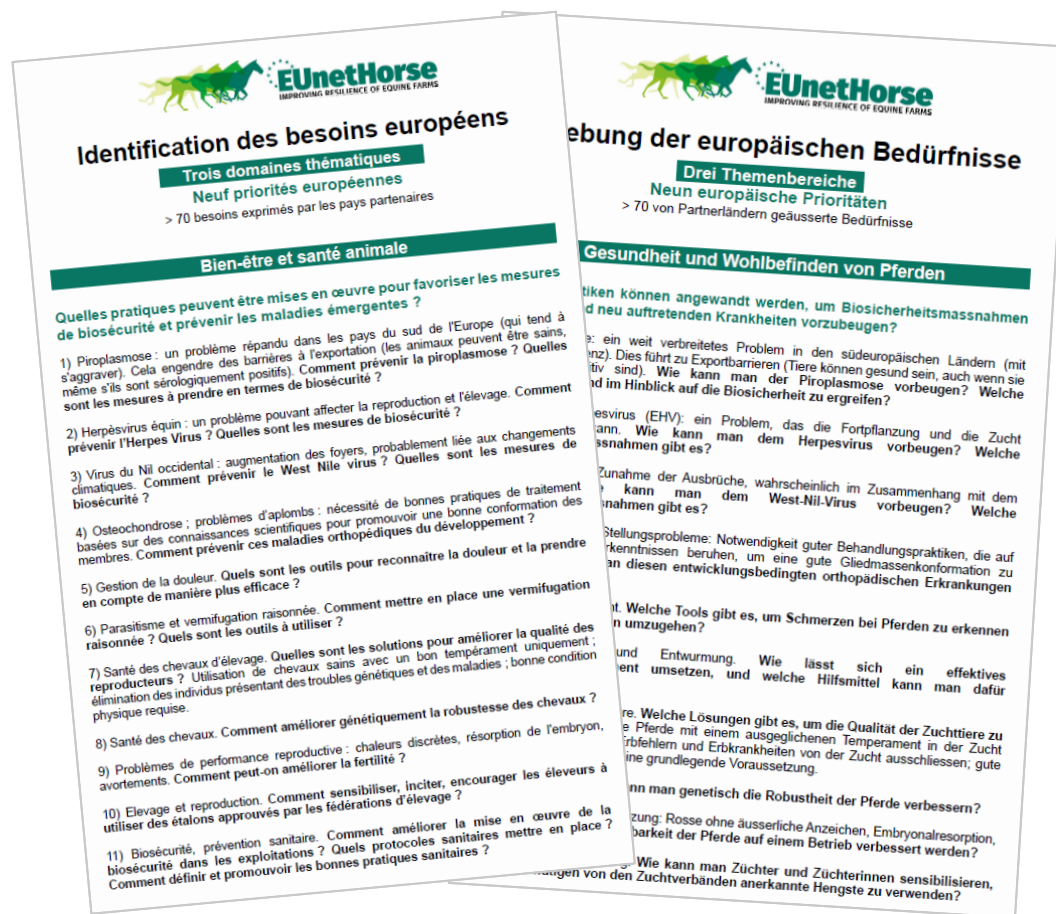 EUnetHorse
IMPROVING RESILIENCE OF EQUINE FARMS
Identification des besoins européens
Trois domaines thématiques
Neuf priorités européennes
> 70 besoins exprimés par les pays partenaires
Bien-être et santé animale
Quelles pratiques peuvent être mises en œuvre pour favoriser les mesures
de biosécurité et prévenir les maladies émergentes ?
1) Piroplasmose : un problème répandu dans les pays du sud de l'Europe (qui tend à
s'aggraver). Cela engendre des barrières à l'exportation (les animaux peuvent être sains,
même s'ils sont sérologiquement positifs). Comment prévenir la piroplasmose ? Quelles
sont les mesures à prendre en termes de biosécurité ?
2) Herpèsvirus équin : un problème pouvant affecter la reproduction et l'élevage. Comment
prévenir l'Herpes Virus ? Quelles sont les mesures de biosécurité ?
3) Virus du Nil occidental : augmentation des foyers, probablement liée aux changements
climatiques. Comment prévenir le West Nile virus ? Quelles sont les mesures de
biosécurité ?
4) Osteochondrose ; problèmes d'aplombs : nécessité de bonnes pratiques de traitement
basées sur des connaissances scientifiques pour promouvoir une bonne conformation des
membres. Comment prévenir ces maladies orthopédiques du développement ?
5) Gestion de la douleur. Quels sont les outils pour reconnaître la douleur et la prendre
en compte de manière plus efficace ?
6) Parasitisme et vermifugation raisonnée. Comment mettre en place une vermifugation
raisonnée ? Quels sont les outils à utiliser ?
7) Santé des chevaux d'élevage. Quelles sont les solutions pour améliorer la qualité des
reproducteurs ? Utilisation de chevaux sains avec un bon tempérament uniquement ;
élimination des individus présentant des troubles génétiques et des maladies ; bonne condition
physique requise.
8) Santé des chevaux. Comment améliorer génétiquement la robustesse des chevaux ?
9) Problèmes de performance reproductive : chaleurs discrètes, résorption de l'embryon,
avortements. Comment peut-on améliorer la fertilité ?
10) Elevage et reproduction. Comment sensibiliser, inciter, encourager les éleveurs à
utiliser des étalons approuvés par les fédérations d'élevage ?
11) Biosécurité, prévention sanitaire. Comment améliorer la mise en œuvre de la
biosécurité dans les exploitations ? Quels protocoles sanitaires mettre en place ?
Comment définir et promouvoir les bonnes pratiques sanitaires ?
EUnetHorse
IMPROVING RESILIENCE OF EQUINE FARMS
ebung der europäischen Bedürfnisse
Drei Themenbereiche
Neun europäische Prioritäten
> 70 von Partnerländern geäusserte Bedürfnisse
Gesundheit und Wohlbefinden von Pferden
tiken können angewandt werden, um Biosicherheitsmassnahmen
d neu auftretenden Krankheiten vorzubeugen?
e: ein weit verbreitetes Problem in den südeuropäischen Ländern (mit
enz). Dies führt zu Exportbarrieren (Tiere können gesund sein, auch wenn sie
tiv sind). Wie kann man der Piroplasmose vorbeugen? Welche
nd im Hinblick auf die Biosicherheit zu ergreifen?
esvirus (EHV): ein Problem, das die Fortpflanzung und die Zucht
ann. Wie kann man dem Herpesvirus vorbeugen? Welche
ssnahmen gibt es?
Zunahme der Ausbrüche, wahrscheinlich im Zusammenhang mit dem
e kann man dem West-Nil-Virus vorbeugen? Welche
nahmen gibt es?
Stellungsprobleme: Notwendigkeit guter Behandlungspraktiken, die auf
rkenntnissen beruhen, um eine gute Gliedmassenkonformation zu
an diesen entwicklungsbedingten orthopädischen Erkrankungen
t. Welche Tools gibt es, um Schmerzen bei Pferden zu erkennen
n umzugehen?
und Entwurmung. Wie lässt sich ein effektives
ent umsetzen, und welche Hilfsmittel kann man dafür
re. Welche Lösungen gibt es, um die Qualität der Zuchttiere zu
e Pferde mit einem ausgeglichenen Temperament in der Zucht
Erbfehlern und Erbkrankheiten von der Zucht ausschliessen; gute
ine grundlegende Voraussetzung.
ann man genetisch die Robustheit der Pferde verbessern?
zung: Rosse ohne äusserliche Anzeichen, Embryonalresorption,
barkeit der Pferde auf einem Betrieb verbessert werden?
Wie kann man Züchter und Züchterinnen sensibilisieren,
von den Zuchtverbänden anerkannte Hengste zu verwenden?